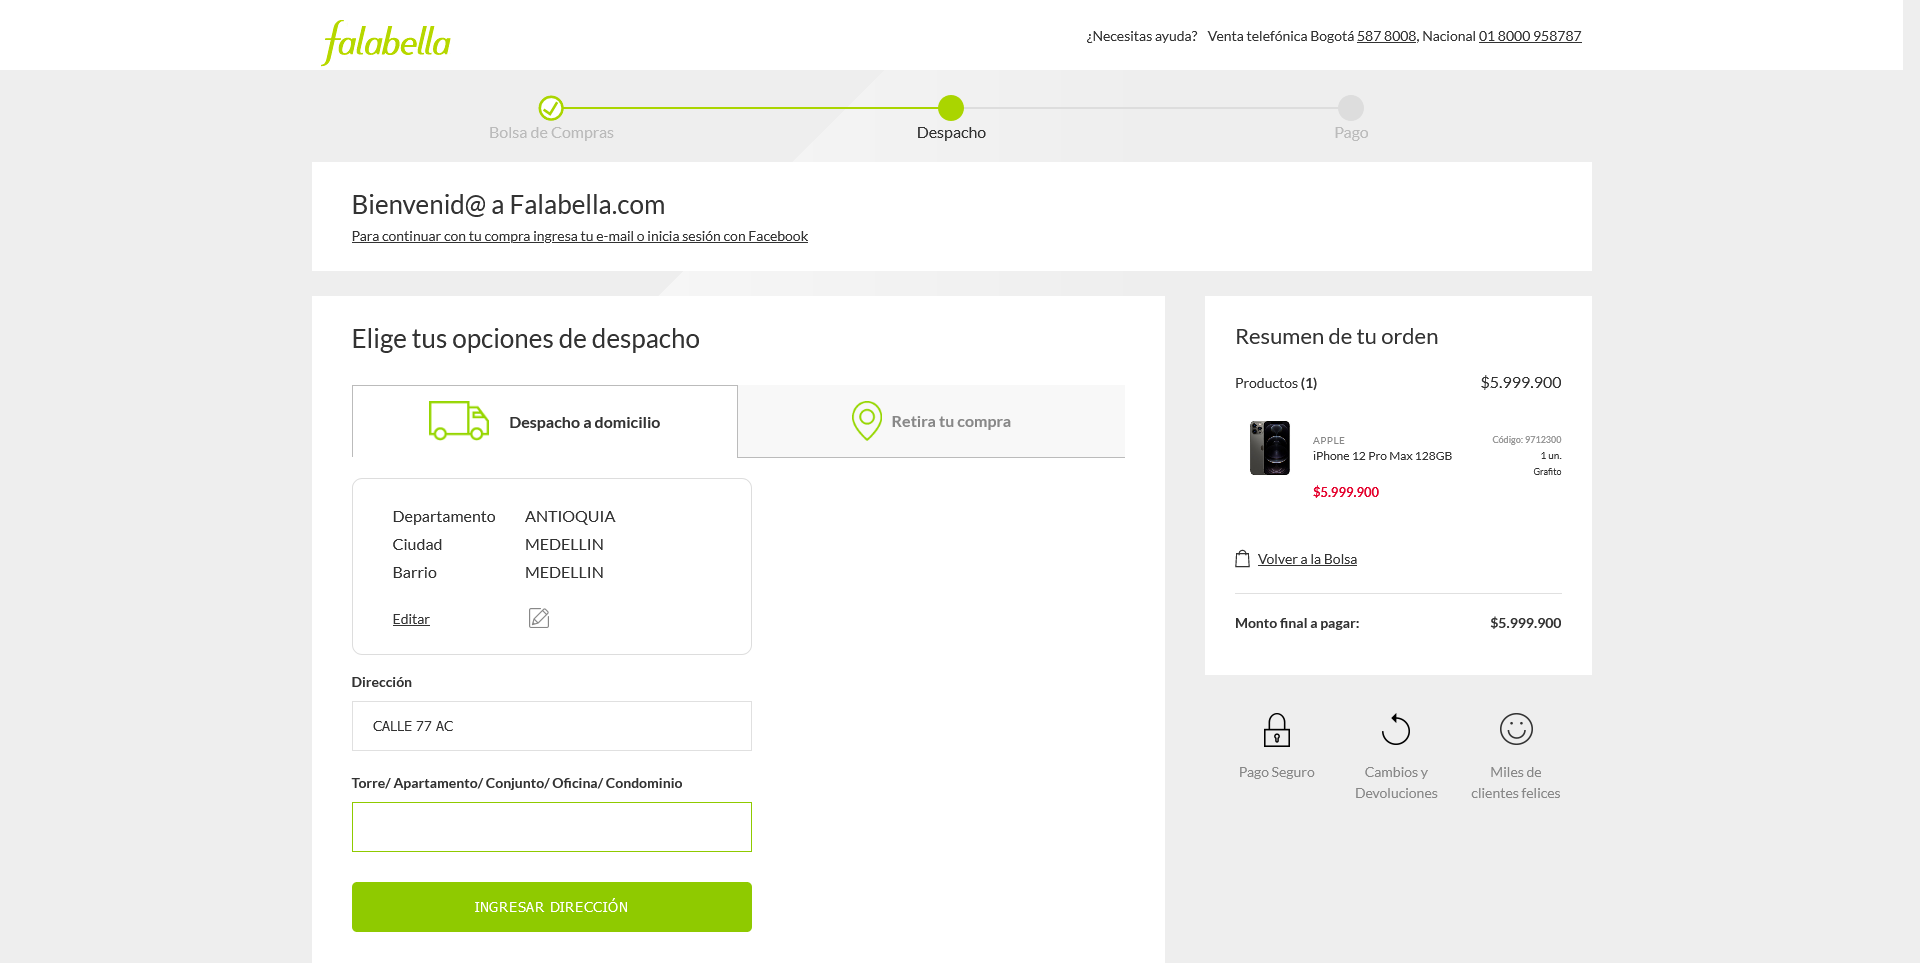 falabella
¿Necesitas ayuda? Venta telefónica Bogotá 587 8008, Nacional 01 8000 958787
Bolsa de Compras
Despacho
Pago
Bienvenid@ a Falabella.com
Para continuar con tu compra ingresa tu e-mail o inicia sesión con Facebook
Elige tus opciones de despacho
Despacho a domicilio
Retira tu compra
Departamento ANTIOQUIA
Ciudad MEDELLIN
Barrio MEDELLIN
Editar
Dirección
CALLE 77 AC
Torre/ Apartamento/ Conjunto/ Oficina/ Condominio
INGRESAR DIRECCIÓN
Resumen de tu orden
Productos (1) $5.999.900
APPLE
iPhone 12 Pro Max 128GB
$5.999.900
Código: 9712300
1 un.
Grafito
Volver a la Bolsa
Monto final a pagar: $5.999.900
Pago Seguro
Cambios y
Devoluciones
Miles de
clientes felices